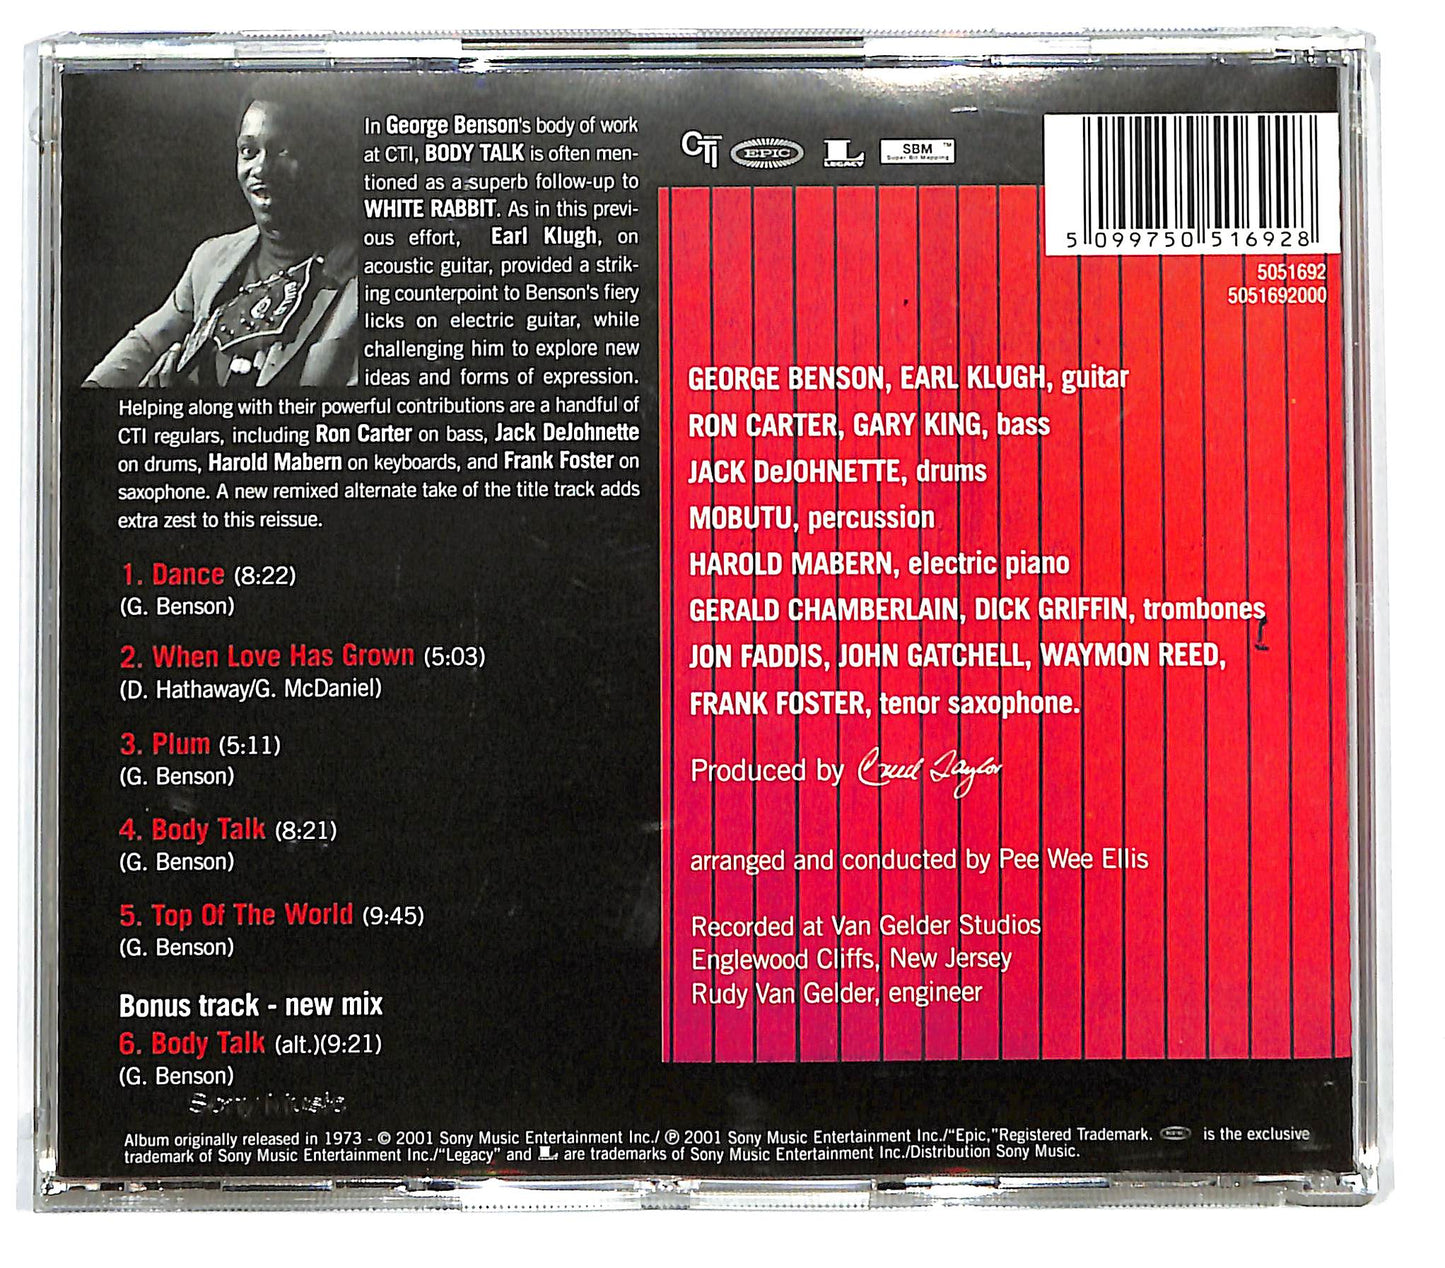 In George Benson's body of work
at CTI, BODY TALK is often men-
tioned as a superb follow-up to
WHITE RABBIT. As in this previ-
ous effort, Earl Klugh, on
acoustic guitar, provided a strik-
ing counterpoint to Benson's fiery
licks on electric guitar, while
challenging him to explore new
ideas and forms of expression.
Helping along with their powerful contributions are a handful of
CTI regulars, including Ron Carter on bass, Jack DeJohnette
on drums, Harold Mabern on keyboards, and Frank Foster on
saxophone. A new remixed alternate take of the title track adds
extra zest to this reissue.
1. Dance (8:22)
(G. Benson)
2. When Love Has Grown (5:03)
(D. Hathaway/G. McDaniel)
3. Plum (5:11)
(G. Benson)
4. Body Talk (8:21)
(G. Benson)
5. Top Of The World (9:45)
(G. Benson)
Bonus track - new mix
6. Body Talk (alt.)(9:21)
(G. Benson)
Sony Music
CTI EPIC L LEGACY SBM™ Super Bit Mapping
5 099750 516928
5051692
5051692000
GEORGE BENSON, EARL KLUGH, guitar
RON CARTER, GARY KING, bass
JACK DeJOHNETTE, drums
MOBUTU, percussion
HAROLD MABERN, electric piano
GERALD CHAMBERLAIN, DICK GRIFFIN, trombones
JON FADDIS, JOHN GATCHELL, WAYMON REED,
FRANK FOSTER, tenor saxophone.
Produced by Creed Taylor
arranged and conducted by Pee Wee Ellis
Recorded at Van Gelder Studios
Englewood Cliffs, New Jersey
Rudy Van Gelder, engineer
Album originally released in 1973 - © 2001 Sony Music Entertainment Inc./ ℗ 2001 Sony Music Entertainment Inc./“Epic,”Registered Trademark. EPIC is the exclusive
trademark of Sony Music Entertainment Inc./“Legacy” and L are trademarks of Sony Music Entertainment Inc./Distribution Sony Music.